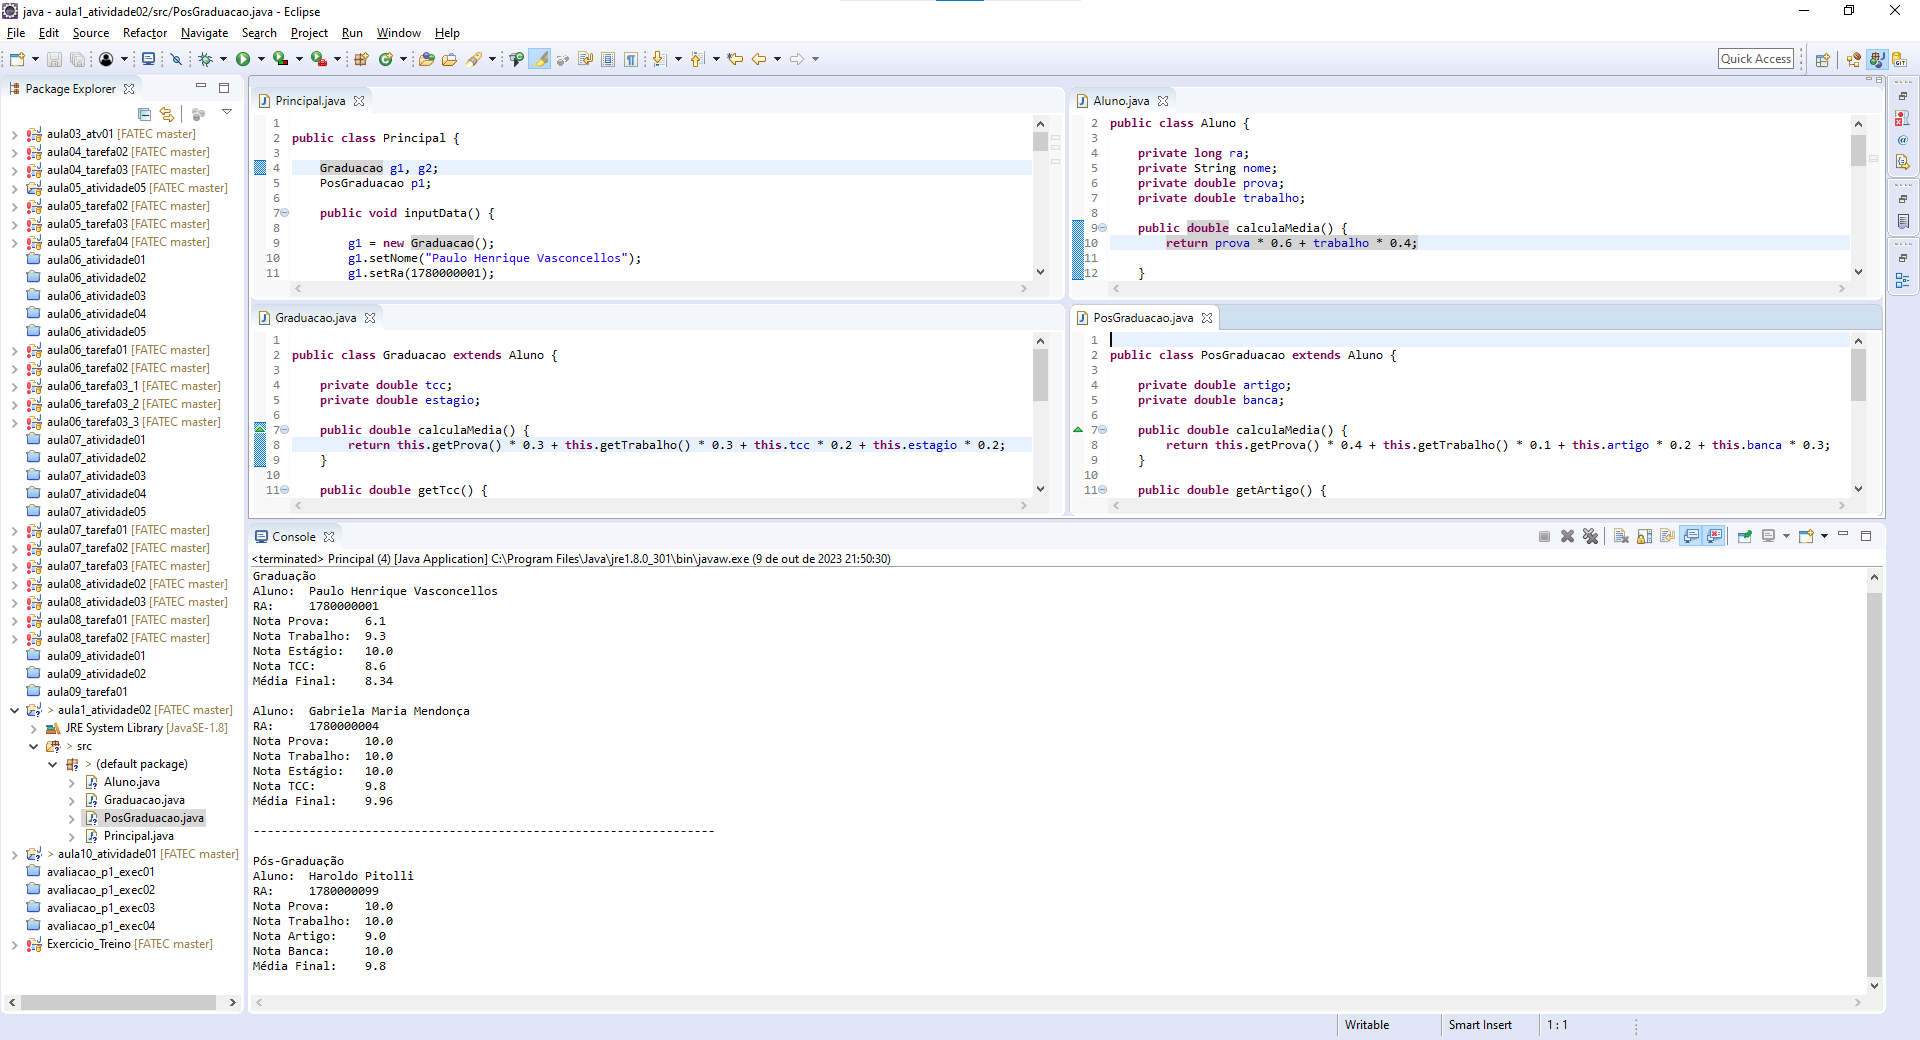 java - aula1_atividade02/src/PosGraduacao.java - Eclipse
File Edit Source Refactor Navigate Search Project Run Window Help
Quick Access
Package Explorer
aula03_atv01 [FATEC master]
aula04_tarefa02 [FATEC master]
aula04_tarefa03 [FATEC master]
aula05_atividade05 [FATEC master]
aula05_tarefa02 [FATEC master]
aula05_tarefa03 [FATEC master]
aula05_tarefa04 [FATEC master]
aula06_atividade01
aula06_atividade02
aula06_atividade03
aula06_atividade04
aula06_atividade05
aula06_tarefa01 [FATEC master]
aula06_tarefa02 [FATEC master]
aula06_tarefa03_1 [FATEC master]
aula06_tarefa03_2 [FATEC master]
aula06_tarefa03_3 [FATEC master]
aula07_atividade01
aula07_atividade02
aula07_atividade03
aula07_atividade04
aula07_atividade05
aula07_tarefa01 [FATEC master]
aula07_tarefa02 [FATEC master]
aula07_tarefa03 [FATEC master]
aula08_atividade02 [FATEC master]
aula08_atividade03 [FATEC master]
aula08_tarefa01 [FATEC master]
aula08_tarefa02 [FATEC master]
aula09_atividade01
aula09_atividade02
aula09_tarefa01
> aula1_atividade02 [FATEC master]
JRE System Library [JavaSE-1.8]
> src
> (default package)
Aluno.java
Graduacao.java
PosGraduacao.java
Principal.java
> aula10_atividade01 [FATEC master]
avaliacao_p1_exec01
avaliacao_p1_exec02
avaliacao_p1_exec03
avaliacao_p1_exec04
Exercicio_Treino [FATEC master]
Principal.java
1
2 public class Principal {
3
4 Graduacao g1, g2;
5 PosGraduacao p1;
6
7 public void inputData() {
8
9 g1 = new Graduacao();
10 g1.setNome("Paulo Henrique Vasconcellos");
11 g1.setRa(1780000001);
Aluno.java
2 public class Aluno {
3
4 private long ra;
5 private String nome;
6 private double prova;
7 private double trabalho;
8
9 public double calculaMedia() {
10 return prova * 0.6 + trabalho * 0.4;
11
12 }
Graduacao.java
1
2 public class Graduacao extends Aluno {
3
4 private double tcc;
5 private double estagio;
6
7 public double calculaMedia() {
8 return this.getProva() * 0.3 + this.getTrabalho() * 0.3 + this.tcc * 0.2 + this.estagio * 0.2;
9 }
10
11 public double getTcc() {
PosGraduacao.java
1
2 public class PosGraduacao extends Aluno {
3
4 private double artigo;
5 private double banca;
6
7 public double calculaMedia() {
8 return this.getProva() * 0.4 + this.getTrabalho() * 0.1 + this.artigo * 0.2 + this.banca * 0.3;
9 }
10
11 public double getArtigo() {
Console
<terminated> Principal (4) [Java Application] C:\Program Files\Java\jre1.8.0_301\bin\javaw.exe (9 de out de 2023 21:50:30)
Graduação
Aluno: Paulo Henrique Vasconcellos
RA: 1780000001
Nota Prova: 6.1
Nota Trabalho: 9.3
Nota Estágio: 10.0
Nota TCC: 8.6
Média Final: 8.34
Aluno: Gabriela Maria Mendonça
RA: 1780000004
Nota Prova: 10.0
Nota Trabalho: 10.0
Nota Estágio: 10.0
Nota TCC: 9.8
Média Final: 9.96
------------------------------------------------------------------
Pós-Graduação
Aluno: Haroldo Pitolli
RA: 1780000099
Nota Prova: 10.0
Nota Trabalho: 10.0
Nota Artigo: 9.0
Nota Banca: 10.0
Média Final: 9.8
Writable Smart Insert 1 : 1